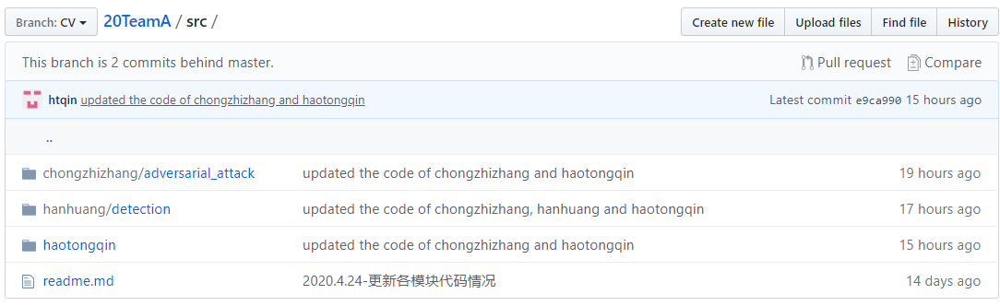 Branch: CV 20TeamA / src / Create new file Upload files Find file History
This branch is 2 commits behind master. Pull request Compare
htqin updated the code of chongzhizhang and haotongqin Latest commit e9ca990 15 hours ago
..
chongzhizhang/adversarial_attack updated the code of chongzhizhang and haotongqin 19 hours ago
hanhuang/detection updated the code of chongzhizhang, hanhuang and haotongqin 17 hours ago
haotongqin updated the code of chongzhizhang and haotongqin 15 hours ago
readme.md 2020.4.24-更新各模块代码情况 14 days ago